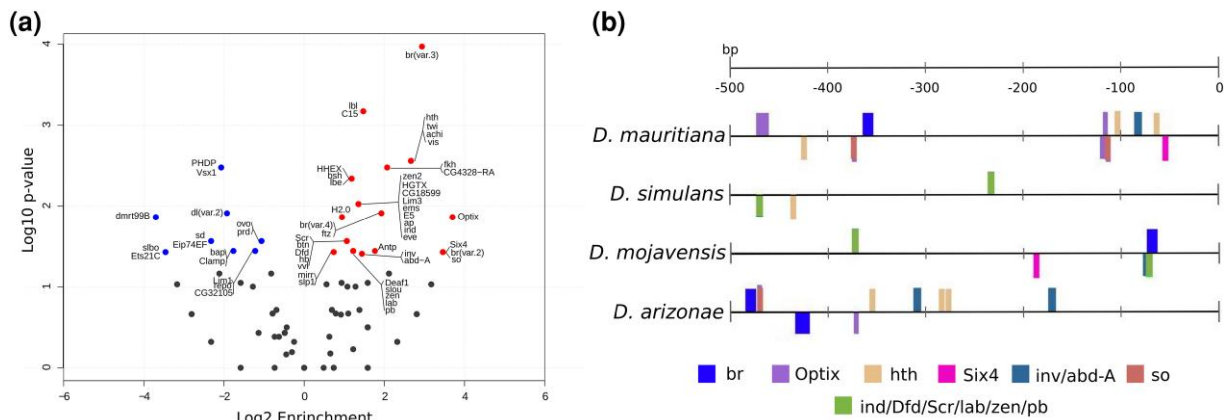 (a)
Log10 p-value
4
3
2
1
0
−6
−4
−2
0
2
4
6
Log2 Enrinchment
br(var.3)
lbl
C15
hth
twi
achi
vis
PHDP
Vsx1
HHEX
bsh
lbe
fkh
CG4328−RA
zen2
HGTX
CG18599
Lim3
ems
E5
ap
ind
eve
dmrt99B
dl(var.2)
H2.0
Optix
br(var.4)
ftz
sd
Eip74EF
ovo
prd
slbo
Ets21C
bap
Clamp
Lim1
repo
CG32105
Scr
btn
Dfd
hb
vvl
mirr
slp1
Antp
inv
abd−A
Six4
br(var.2)
so
Deaf1
slou
zen
lab
pb
(b)
bp
-500
-400
-300
-200
-100
0
D. mauritiana
D. simulans
D. mojavensis
D. arizonae
br
Optix
hth
Six4
inv/abd-A
so
ind/Dfd/Scr/lab/zen/pb